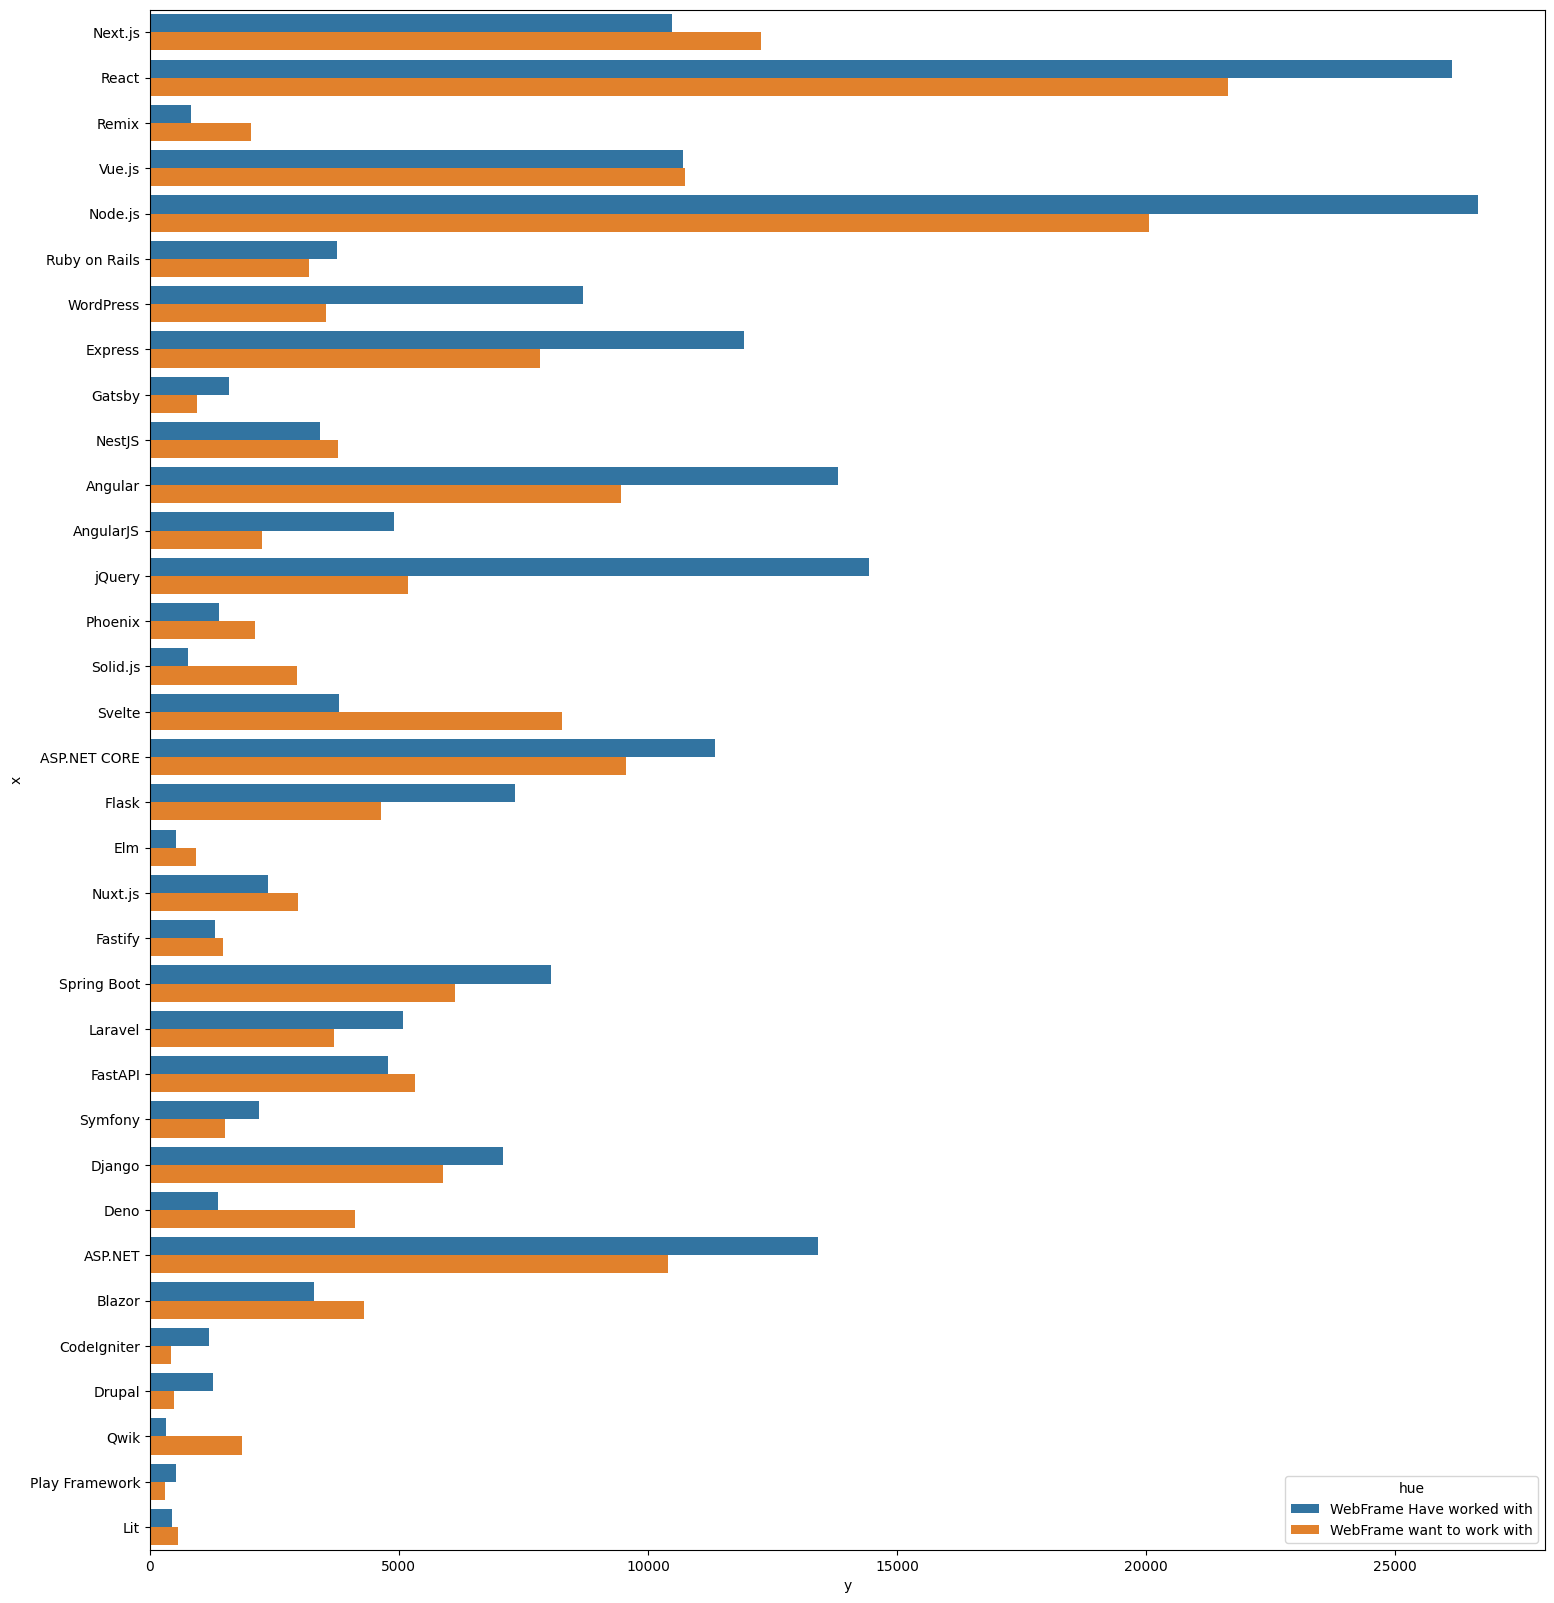 Next.js
React
Remix
Vue.js
Node.js
Ruby on Rails
WordPress
Express
Gatsby
NestJS
Angular
AngularJS
jQuery
Phoenix
Solid.js
Svelte
ASP.NET CORE
Flask
Elm
Nuxt.js
Fastify
Spring Boot
Laravel
FastAPI
Symfony
Django
Deno
ASP.NET
Blazor
CodeIgniter
Drupal
Qwik
Play Framework
Lit
x
hue
WebFrame Have worked with
WebFrame want to work with
0 5000 10000 15000 20000 25000
y